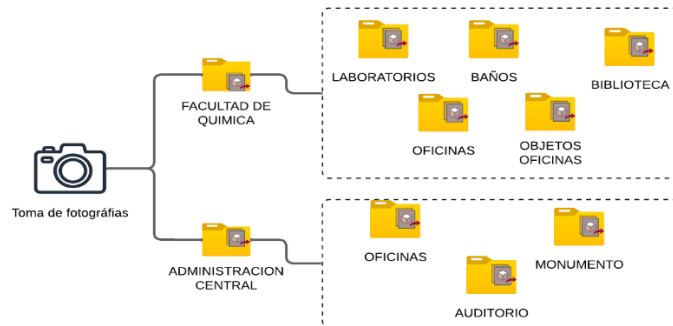 LABORATORIOS
BAÑOS
BIBLIOTECA
FACULTAD DE
QUIMICA
OFICINAS
OBJETOS
OFICINAS
Toma de fotográfias
ADMINISTRACION
CENTRAL
OFICINAS
MONUMENTO
AUDITORIO